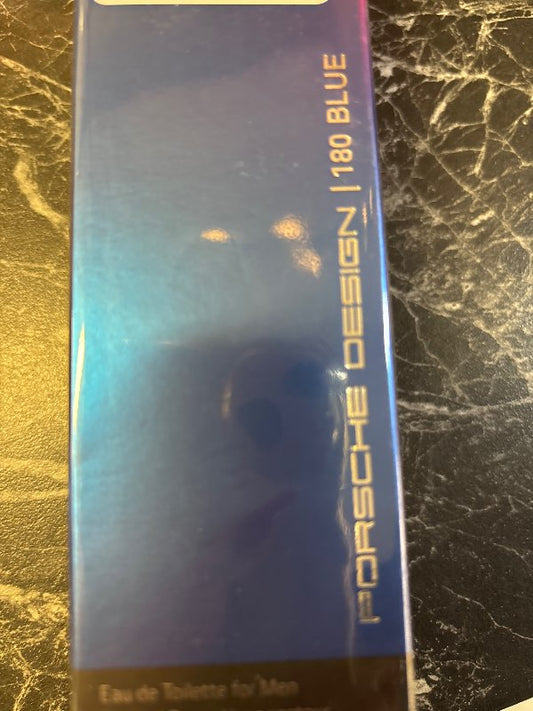 PORSCHE DESIGN | 180 BLUE
Eau de Toilette for Men